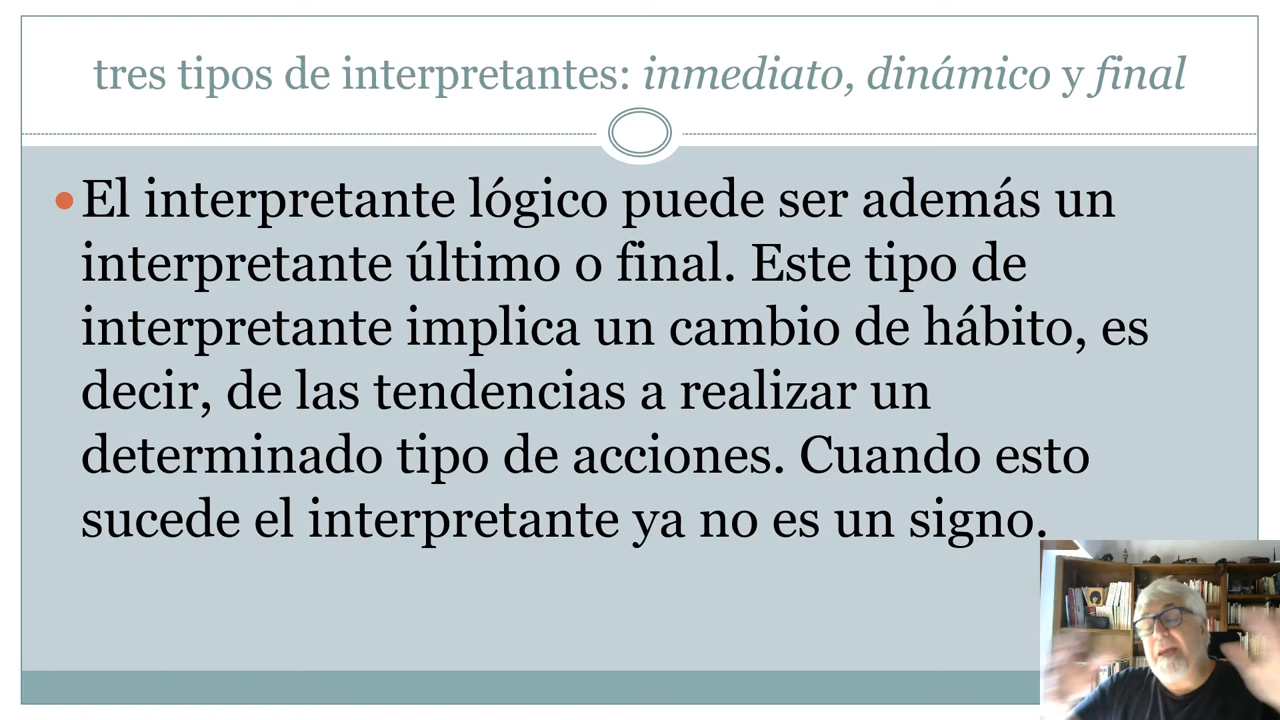 tres tipos de interpretantes: inmediato, dinámico y final
El interpretante lógico puede ser además un
interpretante último o final. Este tipo de
interpretante implica un cambio de hábito, es
decir, de las tendencias a realizar un
determinado tipo de acciones. Cuando esto
sucede el interpretante ya no es un signo.